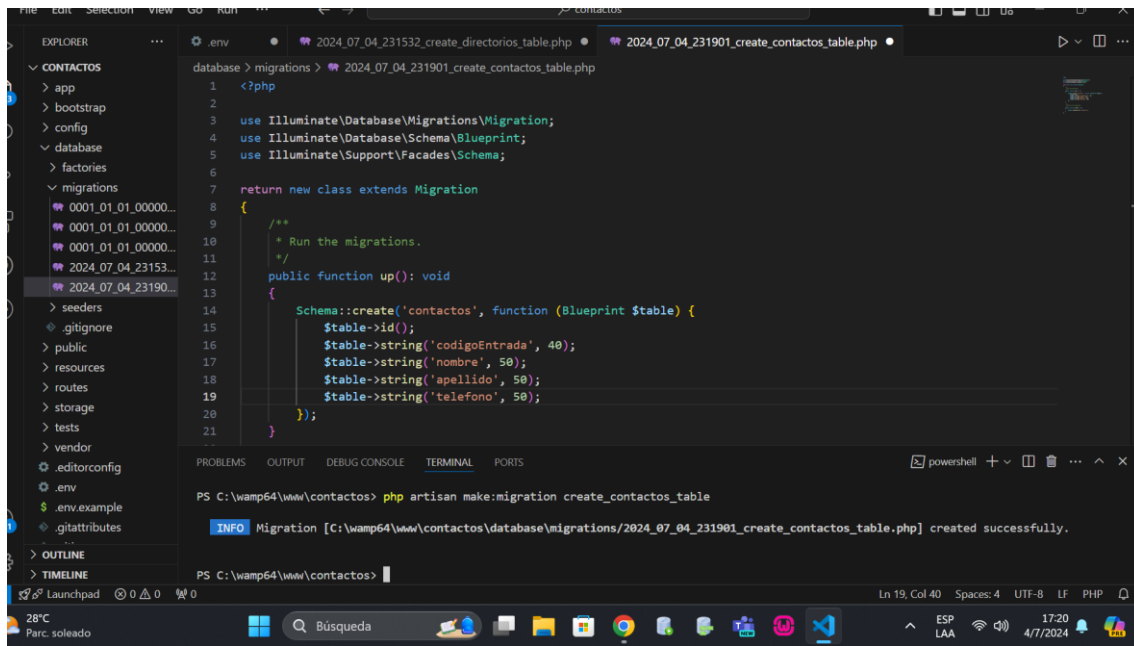 File Edit Selection View Go Run ... contactos
EXPLORER ...
CONTACTOS
app
bootstrap
config
database
factories
migrations
0001_01_01_00000...
0001_01_01_00000...
0001_01_01_00000...
2024_07_04_23153...
2024_07_04_23190...
seeders
.gitignore
public
resources
routes
storage
tests
vendor
.editorconfig
.env
.env.example
.gitattributes
OUTLINE
TIMELINE
.env 2024_07_04_231532_create_directorios_table.php 2024_07_04_231901_create_contactos_table.php
database > migrations > 2024_07_04_231901_create_contactos_table.php
1 <?php
2
3 use Illuminate\Database\Migrations\Migration;
4 use Illuminate\Database\Schema\Blueprint;
5 use Illuminate\Support\Facades\Schema;
6
7 return new class extends Migration
8 {
9 /**
10 * Run the migrations.
11 */
12 public function up(): void
13 {
14 Schema::create('contactos', function (Blueprint $table) {
15 $table->id();
16 $table->string('codigoEntrada', 40);
17 $table->string('nombre', 50);
18 $table->string('apellido', 50);
19 $table->string('telefono', 50);
20 });
21 }
PROBLEMS OUTPUT DEBUG CONSOLE TERMINAL PORTS powershell
PS C:\wamp64\www\contactos> php artisan make:migration create_contactos_table
INFO Migration [C:\wamp64\www\contactos\database\migrations/2024_07_04_231901_create_contactos_table.php] created successfully.
PS C:\wamp64\www\contactos>
Launchpad 0 0 0 Ln 19, Col 40 Spaces: 4 UTF-8 LF PHP
28°C
Parc. soleado
Búsqueda
ESP
LAA
17:20
4/7/2024